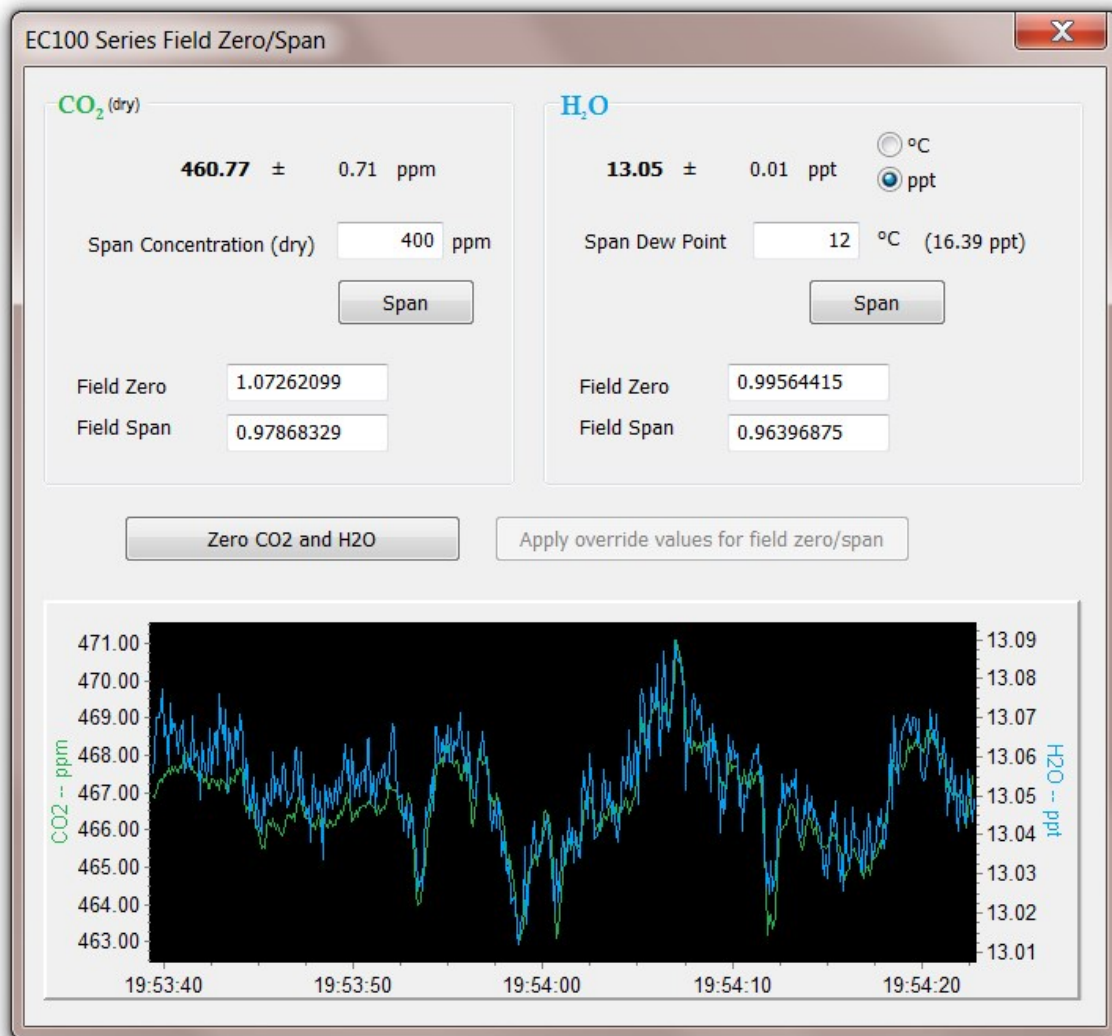 EC100 Series Field Zero/Span
X
CO₂ (dry)
460.77 ± 0.71 ppm
Span Concentration (dry) 400 ppm
Span
Field Zero 1.07262099
Field Span 0.97868329
H₂O
13.05 ± 0.01 ppt
ºC
ppt
Span Dew Point 12 ºC (16.39 ppt)
Span
Field Zero 0.99564415
Field Span 0.96396875
Zero CO2 and H2O
Apply override values for field zero/span
CO2 -- ppm
471.00
470.00
469.00
468.00
467.00
466.00
465.00
464.00
463.00
13.09
13.08
13.07
13.06
13.05
13.04
13.03
13.02
13.01
H2O -- ppt
19:53:40 19:53:50 19:54:00 19:54:10 19:54:20